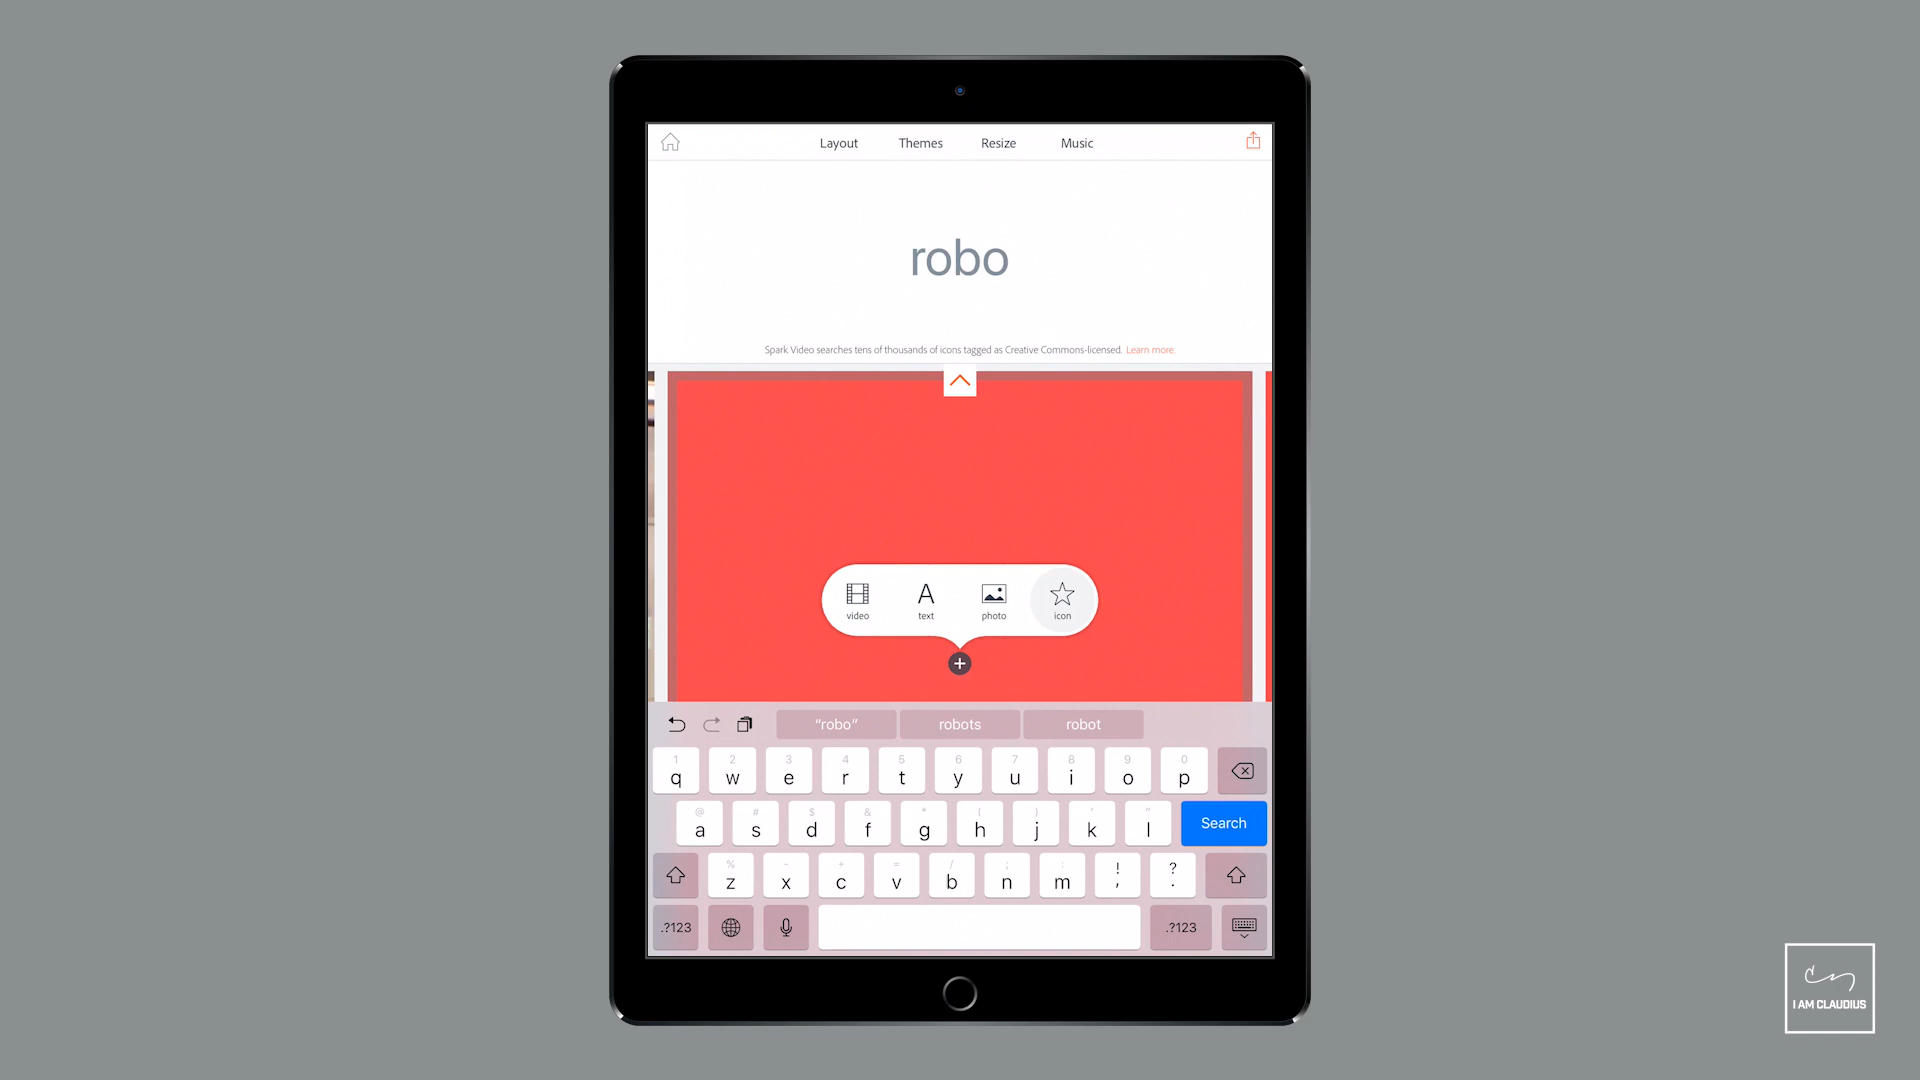 Layout Themes Resize Music
robo
Spark Video searches tens of thousands of icons tagged as Creative Commons-licensed. Learn more.
video text photo icon
“robo” robots robot
1 2 3 4 5 6 7 8 9 0
q w e r t y u i o p
@ # $ & * ( ) ' "
a s d f g h j k l Search
% - + = / ; : ! ?
z x c v b n m , .
.?123 .?123
I AM CLAUDIUS